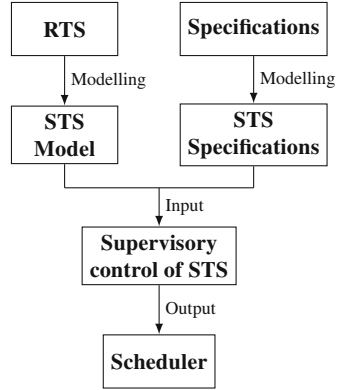 RTS
Specifications
Modelling
Modelling
STS
Model
STS
Specifications
Input
Supervisory
control of STS
Output
Scheduler